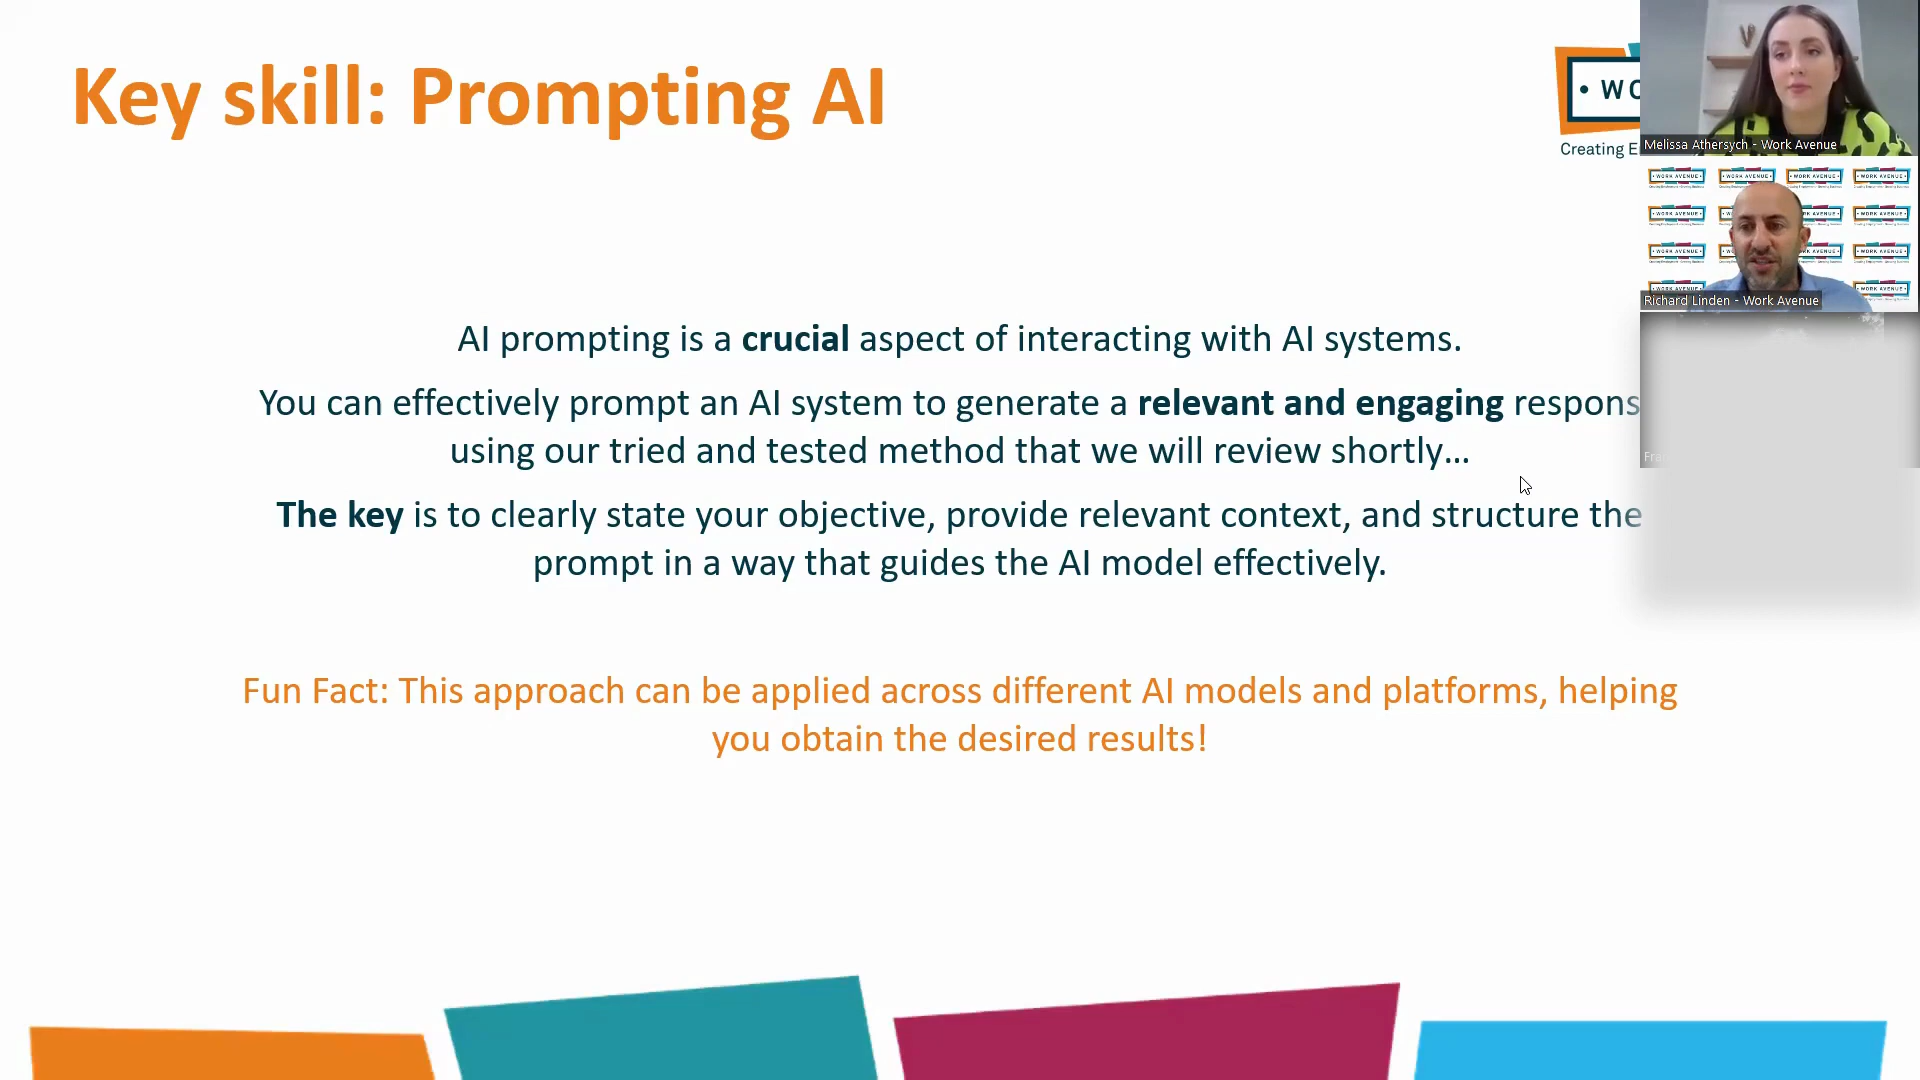 Key skill: Prompting AI
• WO
Creating E
Melissa Athersych - Work Avenue
• WORK AVENUE •
Richard Linden - Work Avenue
Fra
AI prompting is a crucial aspect of interacting with AI systems.
You can effectively prompt an AI system to generate a relevant and engaging respons
using our tried and tested method that we will review shortly…
The key is to clearly state your objective, provide relevant context, and structure the
prompt in a way that guides the AI model effectively.
Fun Fact: This approach can be applied across different AI models and platforms, helping
you obtain the desired results!